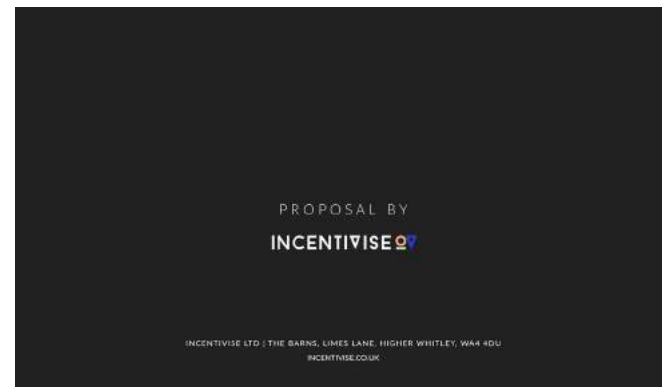 PROPOSAL BY
INCENTIVISE
INCENTIVISE LTD | THE BARNS, LIMES LANE, HIGHER WHITLEY, WA4 4DU
INCENTIVISE.CO.UK